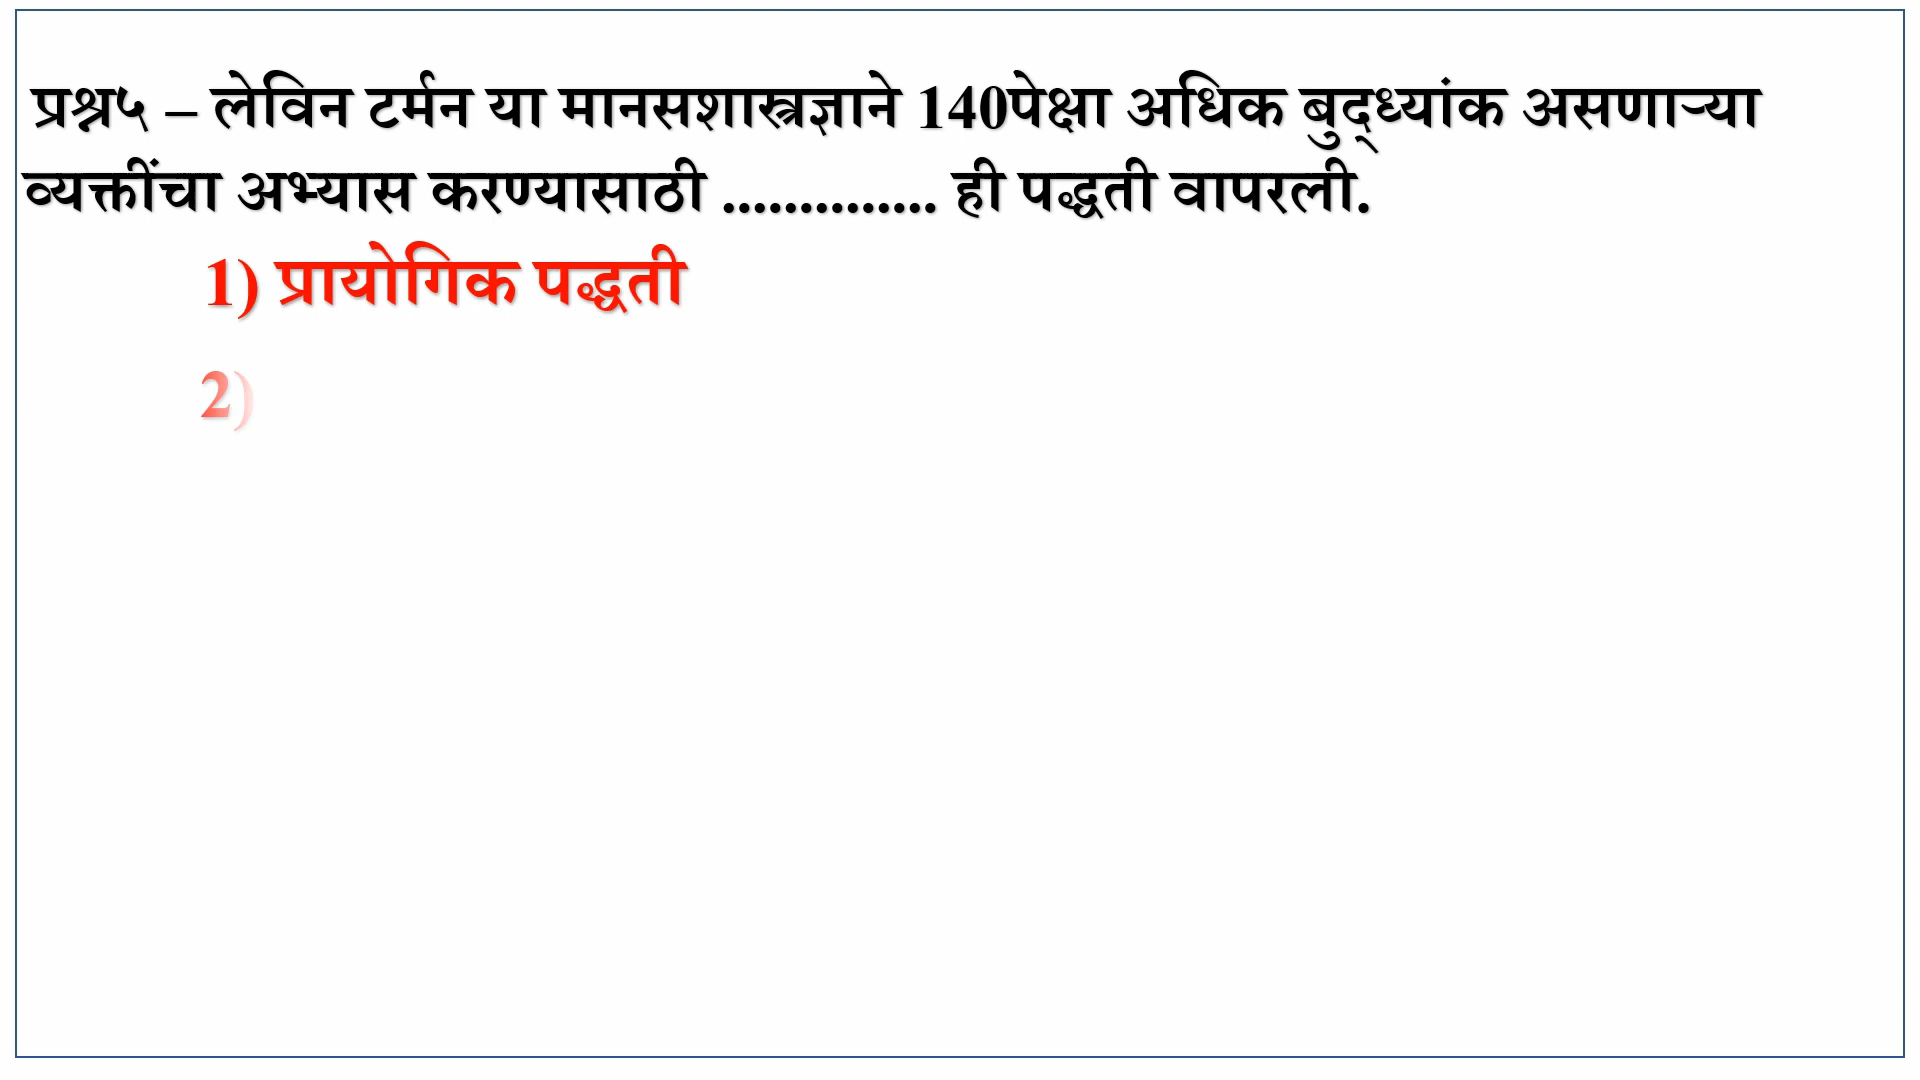 प्रश्न५ – लेविन टर्मन या मानसशास्त्रज्ञाने 140पेक्षा अधिक बुद्‌ध्यांक असणाऱ्या
व्यक्तींचा अभ्यास करण्यासाठी .............. ही पद्धती वापरली.
1) प्रायोगिक पद्धती
2)